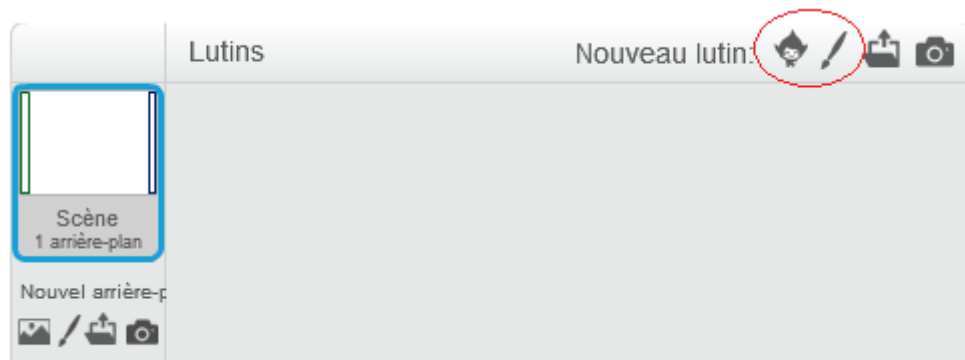 Lutins
Nouveau lutin:
Scène
1 arrière-plan
Nouvel arrière-p